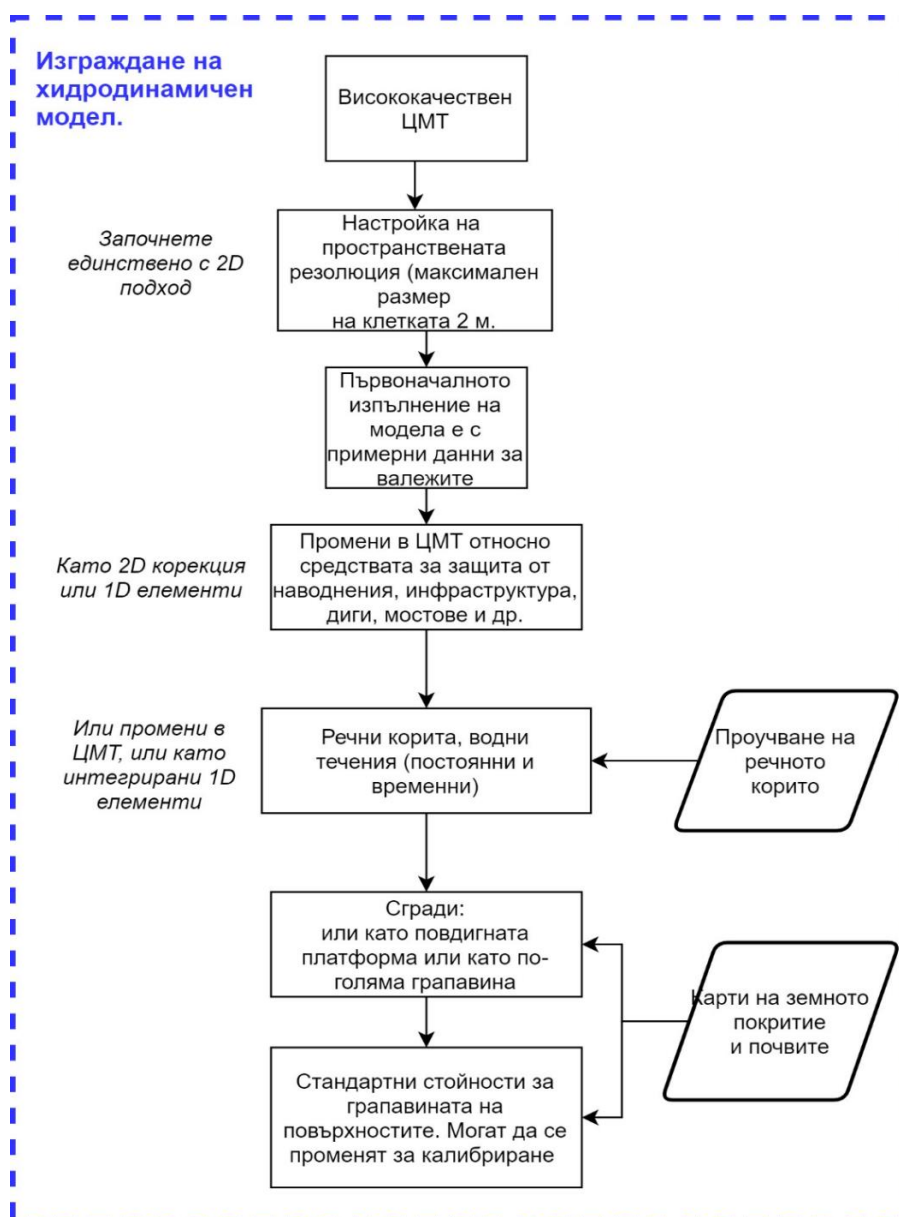 Изграждане на
хидродинамичен
модел.
Висококачествен
ЦМТ
Започнете
единствено с 2D
подход
Настройка на
пространствената
резолюция (максимален
размер
на клетката 2 м.
Първоначалното
изпълнение на
модела е с
примерни данни за
валежите
Като 2D корекция
или 1D елементи
Промени в ЦМТ относно
средствата за защита от
наводнения, инфраструктура,
диги, мостове и др.
Или промени в
ЦМТ, или като
интегрирани 1D
елементи
Речни корита, водни
течения (постоянни и
временни)
Проучване на
речното
корито
Сгради:
или като повдигната
платформа или като по-
голяма грапавина
Карти на земното
покритие
и почвите
Стандартни стойности за
грапавината на
повърхностите. Могат да се
променят за калибриране